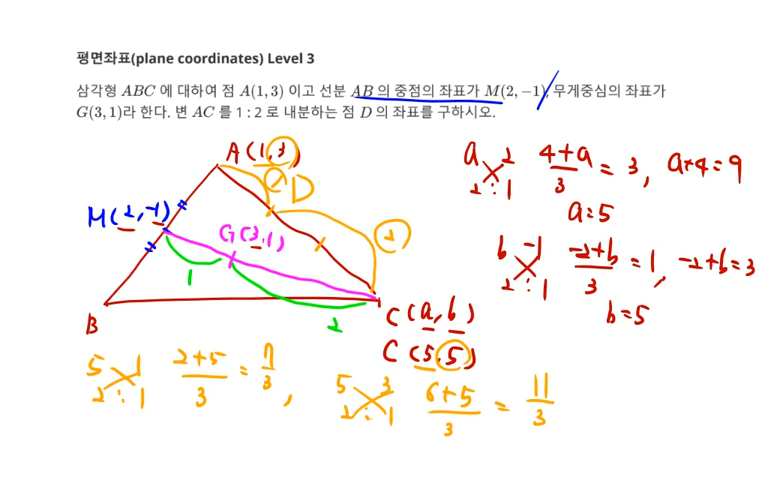 평면좌표(plane coordinates) Level 3
삼각형 ABC 에 대하여 점 A(1, 3) 이고 선분 AB의 중점의 좌표가 M(2, −1), 무게중심의 좌표가
G(3, 1)라 한다. 변 AC 를 1 : 2 로 내분하는 점 D 의 좌표를 구하시오.
A(1, 3)
① D
②
M(2, -1)
G(3, 1)
1
2
B
C(a, b)
C(5, 5)
a 2 (4+a)/3 = 3, a+4=9
2 : 1
a=5
b -1 (-2+b)/3 = 1, -2+b=3
2 : 1
b=5
5 1 (2+5)/3 = 7/3,
2 : 1
5 3 (6+5)/3 = 11/3
2 : 1